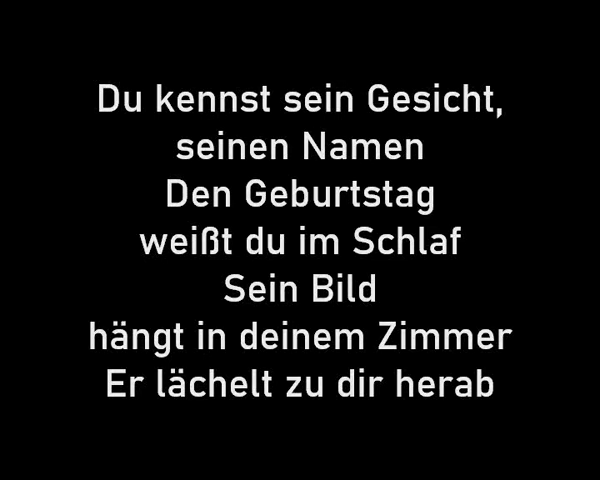 Du kennst sein Gesicht,
seinen Namen
Den Geburtstag
weißt du im Schlaf
Sein Bild
hängt in deinem Zimmer
Er lächelt zu dir herab